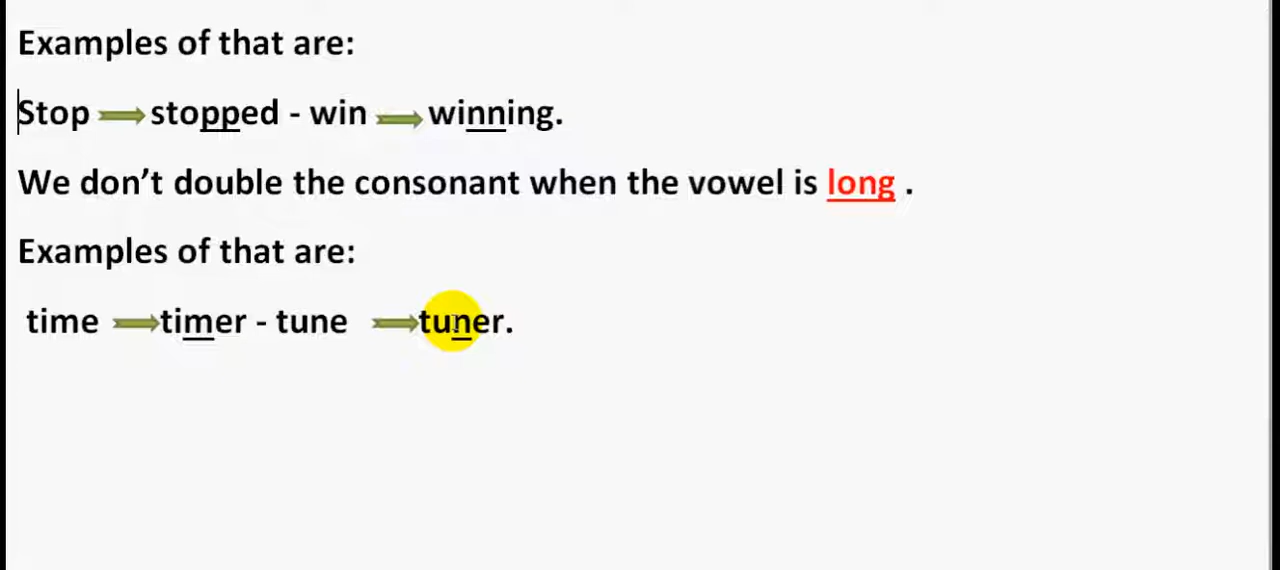 Examples of that are:
Stop stopped - win winning.
We don’t double the consonant when the vowel is long .
Examples of that are:
time timer - tune tuner.